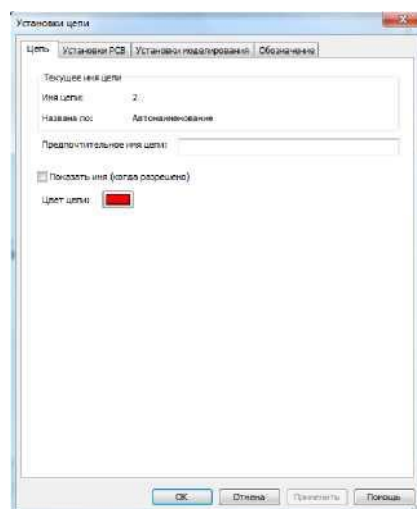 Установки цепи
Цепь Установки PCB Установки моделирования Обозначение
Текущее имя цепи
Имя цепи: 2
Названа по: Автонаименование
Предпочтительное имя цепи:
Показать имя (когда разрешено)
Цвет цепи:
OK Отмена Применить Помощь